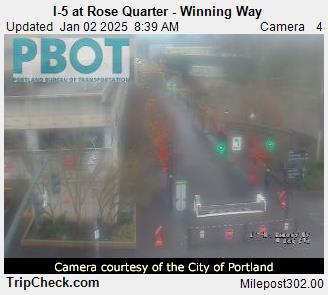 I-5 at Rose Quarter - Winning Way
Updated Jan 02 2025 8:39 AM Camera 4
PBOT
PORTLAND BUREAU OF TRANSPORTATION
Camera courtesy of the City of Portland
TripCheck.com Milepost302.00